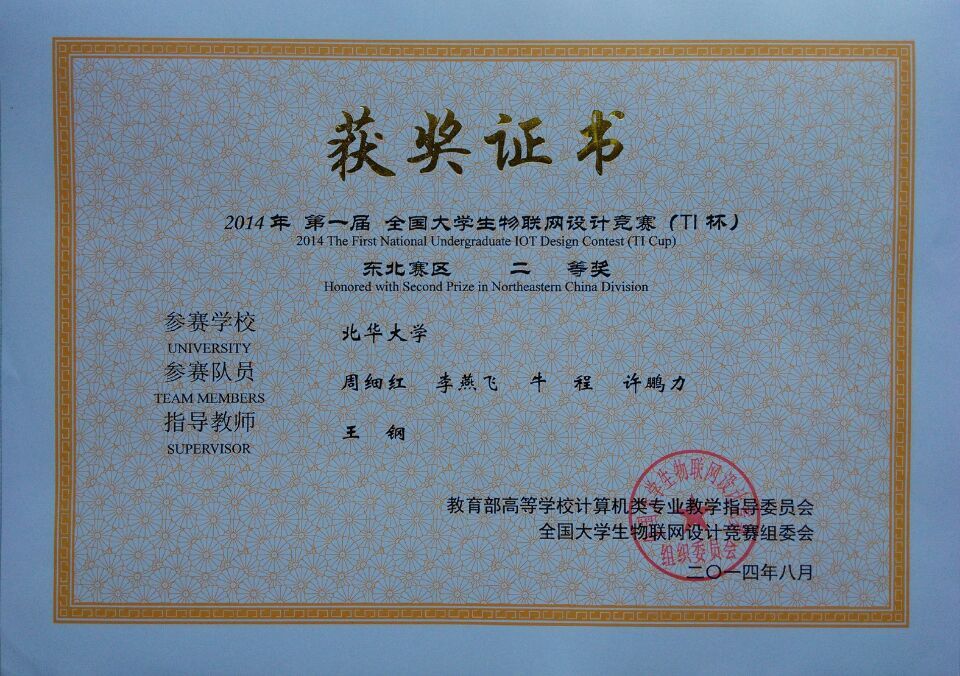 获奖证书
2014年 第一届 全国大学生物联网设计竞赛（TI 杯）
2014 The First National Undergraduate IOT Design Contest (TI Cup)
东北赛区 二 等奖
Honored with Second Prize in Northeastern China Division
参赛学校 北华大学
UNIVERSITY
参赛队员 周细红 李燕飞 牛 程 许鹏力
TEAM MEMBERS
指导教师 王 钢
SUPERVISOR
教育部高等学校计算机类专业教学指导委员会
全国大学生物联网设计竞赛组委会
二〇一四年八月
学生物联网设
组织委员会